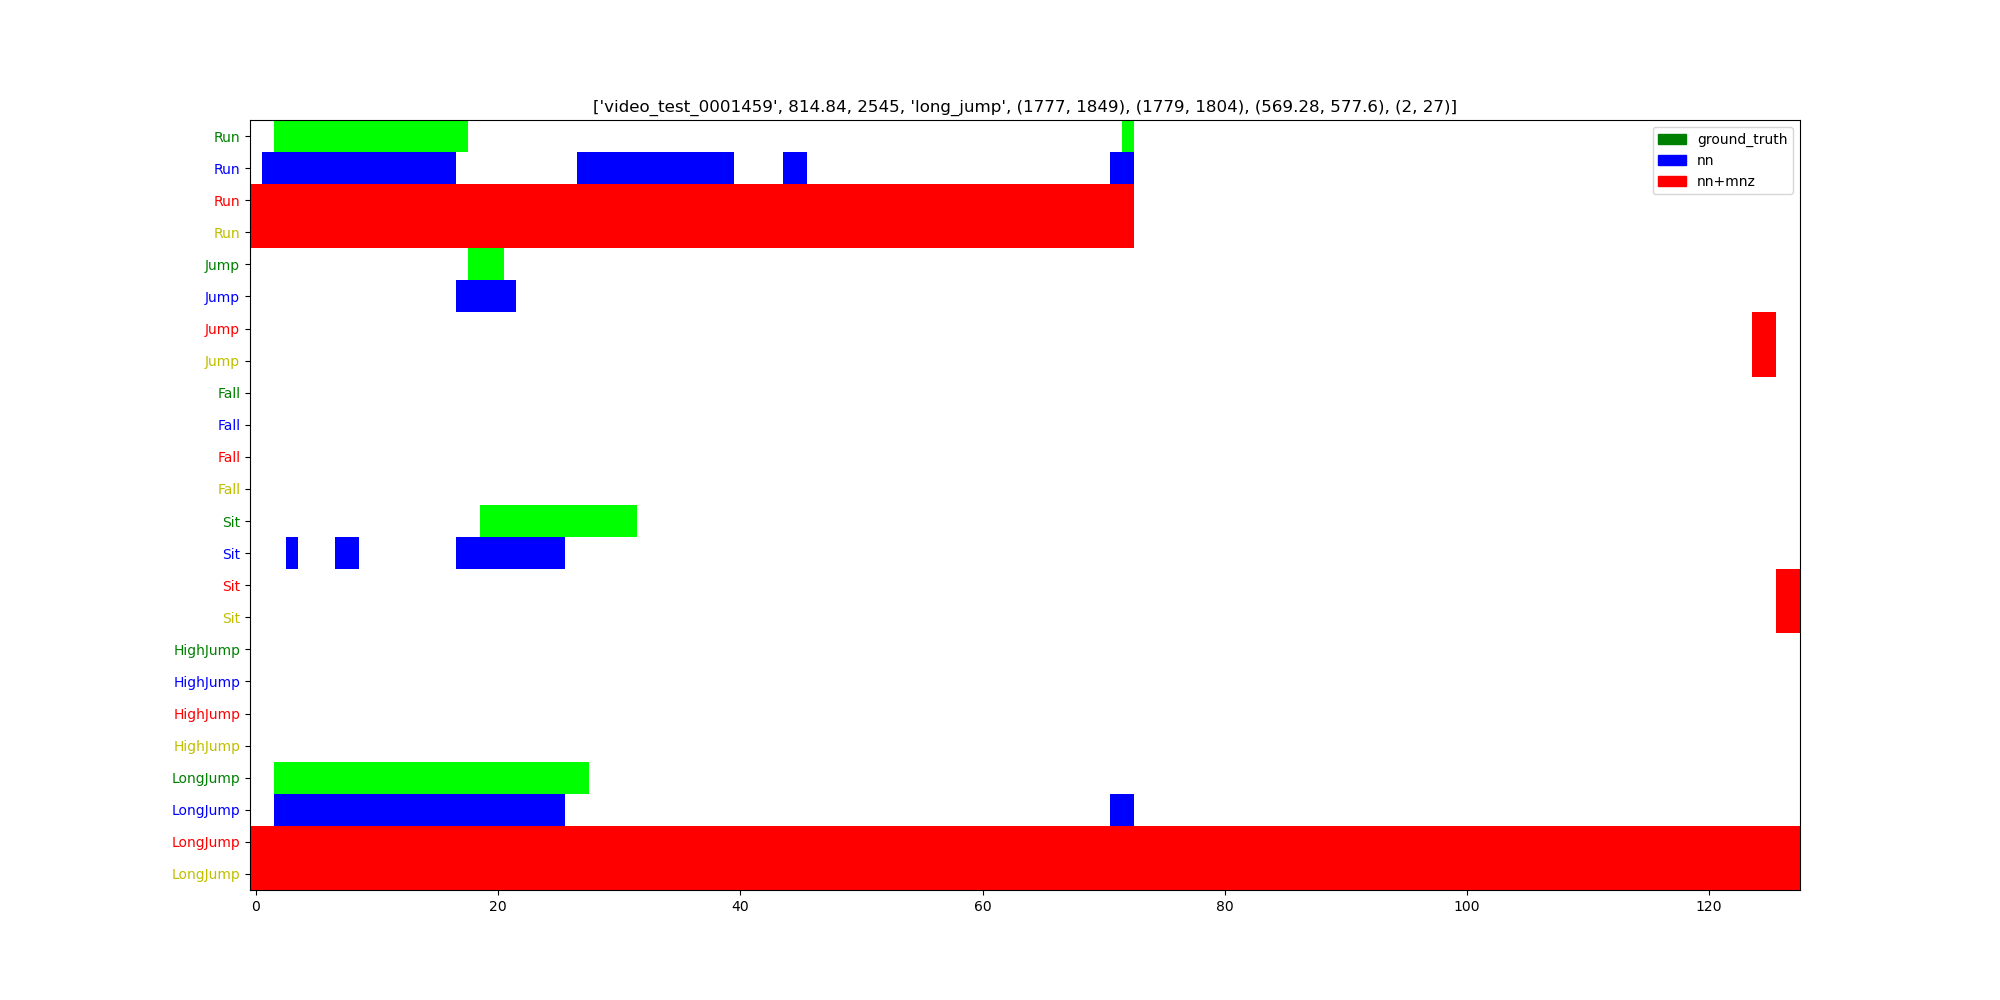 ['video_test_0001459', 814.84, 2545, 'long_jump', (1777, 1849), (1779, 1804), (569.28, 577.6), (2, 27)]
ground_truth
nn
nn+mnz
Run
Run
Run
Run
Jump
Jump
Jump
Jump
Fall
Fall
Fall
Fall
Sit
Sit
Sit
Sit
HighJump
HighJump
HighJump
HighJump
LongJump
LongJump
LongJump
LongJump
0 20 40 60 80 100 120